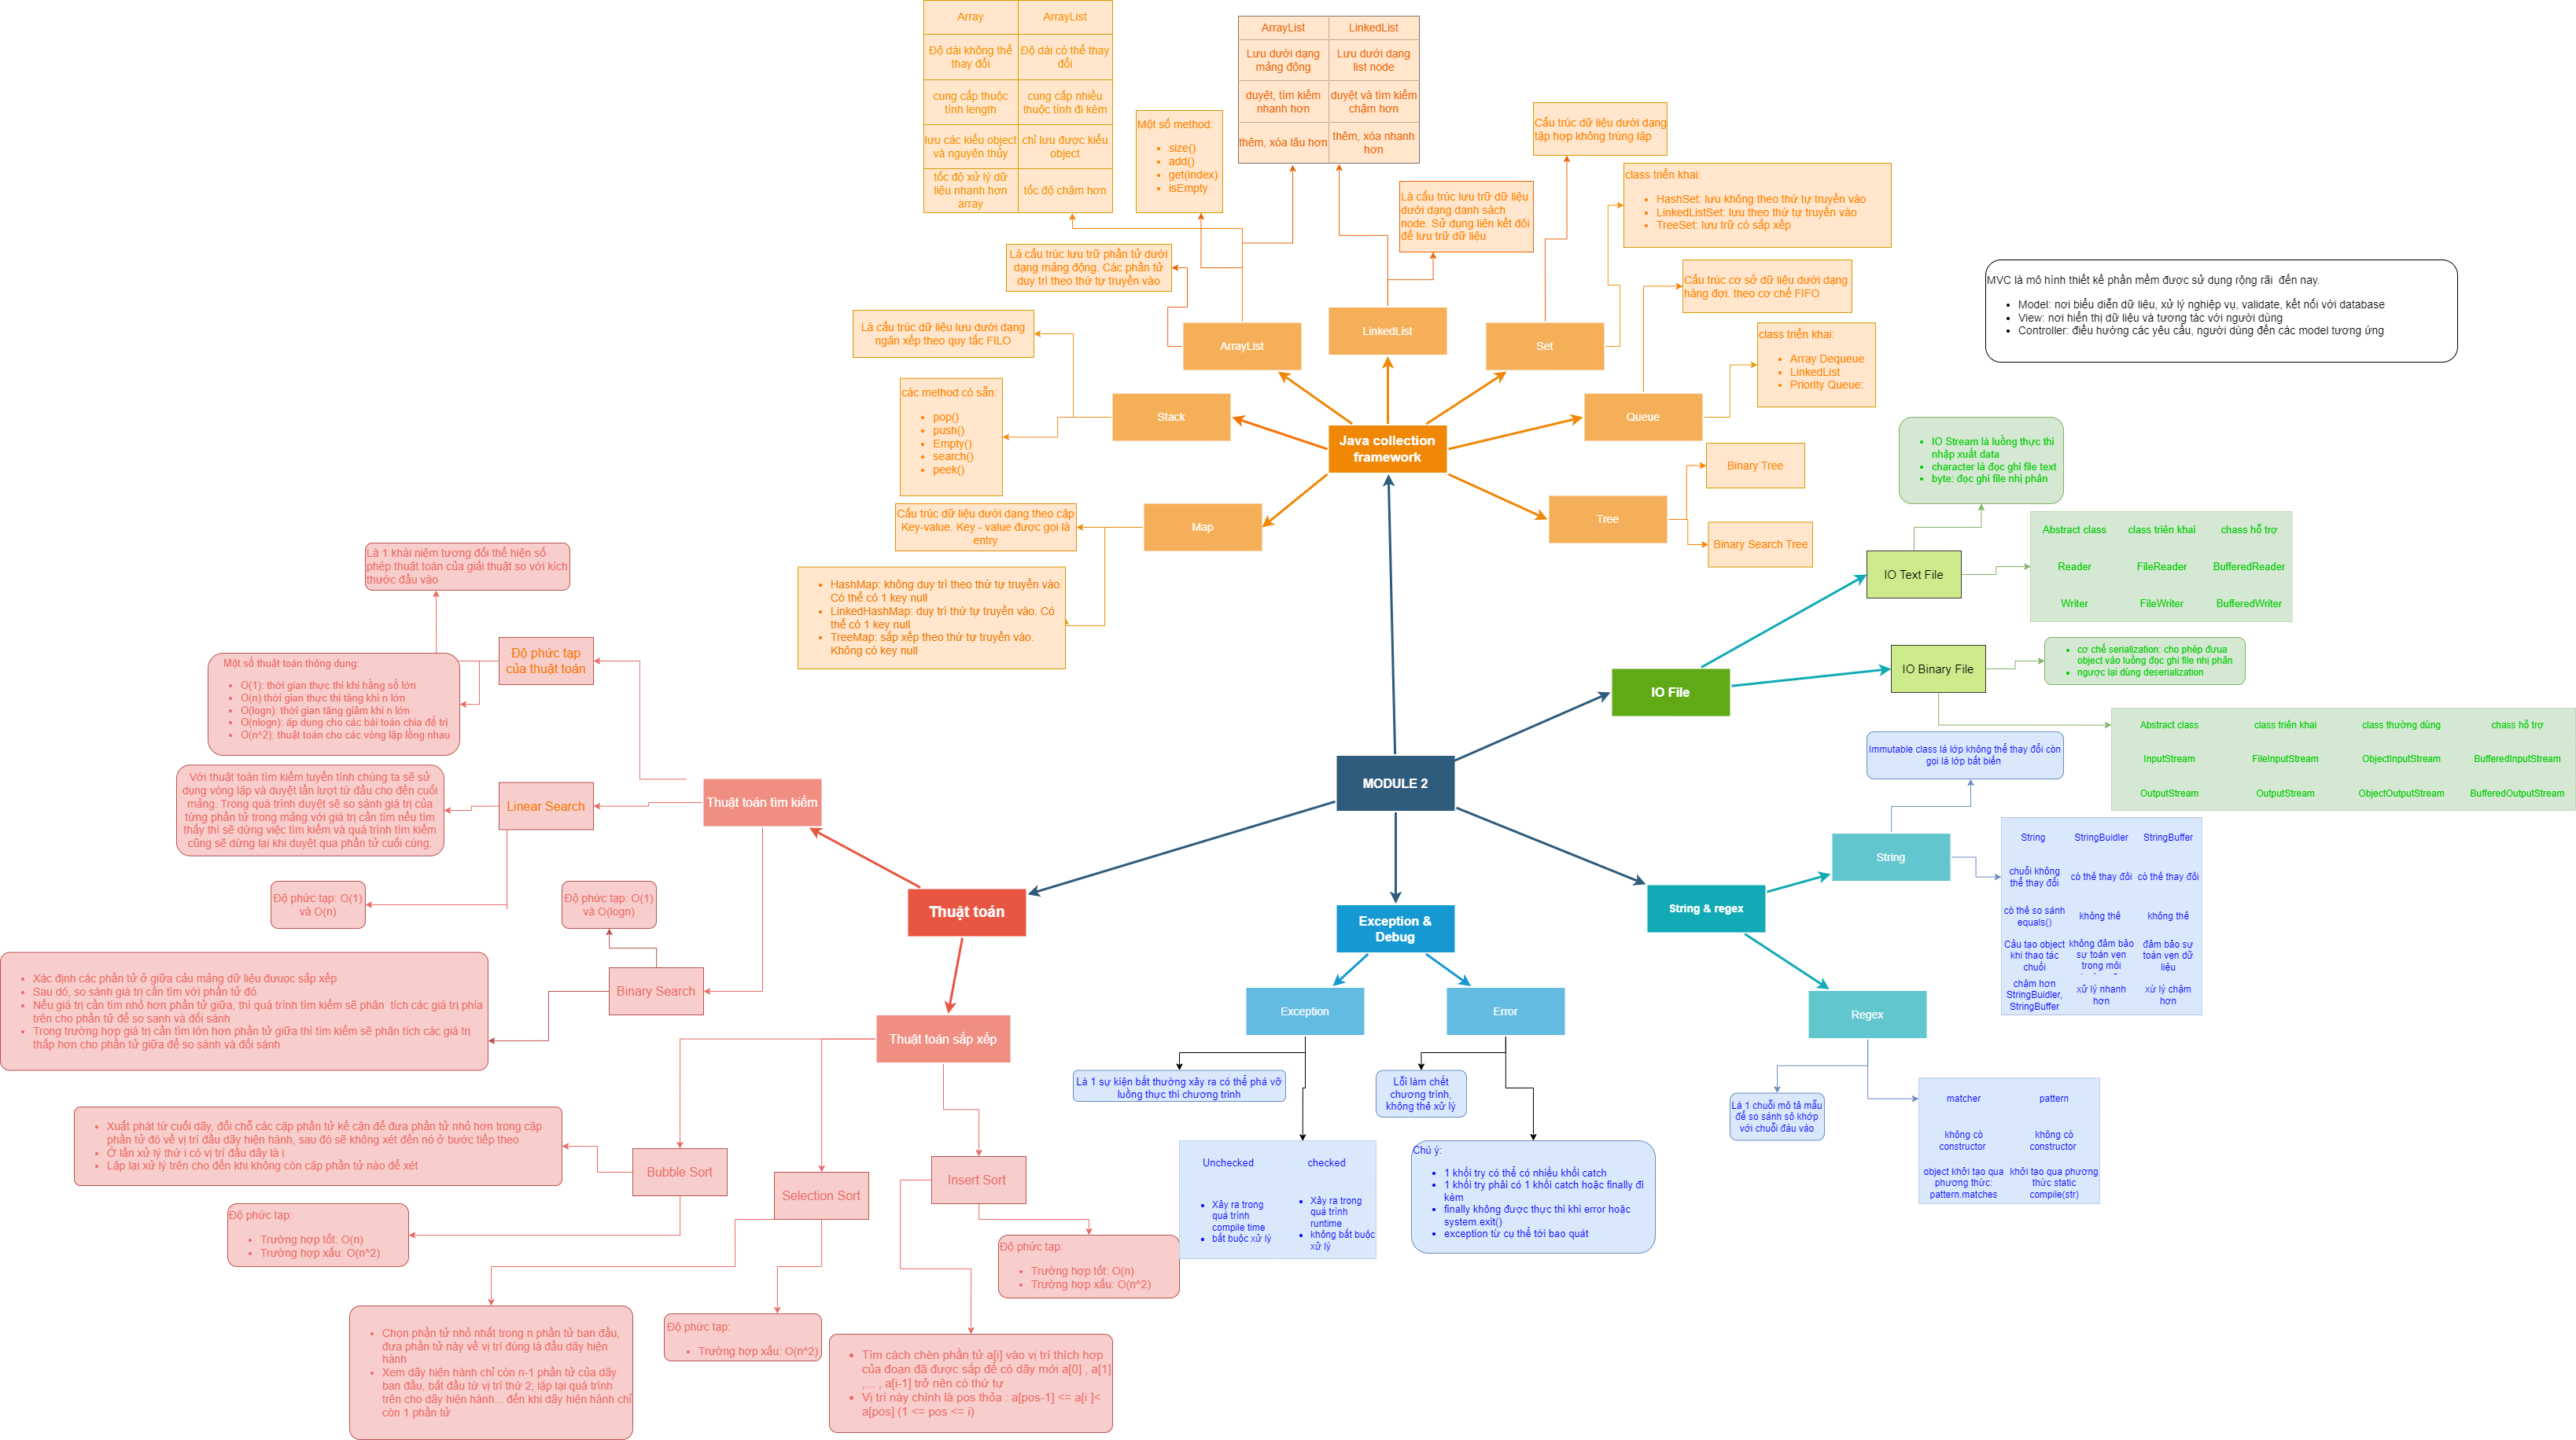 Array
ArrayList
Độ dài không thể
thay đổi
Độ dài có thể thay
đổi
cung cấp thuộc
tính length
cung cấp nhiều
thuộc tính đi kèm
lưu các kiểu object
và nguyên thủy
chỉ lưu được kiểu
object
tốc độ xử lý dữ
liệu nhanh hơn
array
tốc độ chậm hơn
Một số method:
size()
add()
get(index)
isEmpty
ArrayList
LinkedList
Lưu dưới dạng
mảng động
Lưu dưới dạng
list node
duyệt, tìm kiếm
nhanh hơn
duyệt và tìm kiếm
chậm hơn
thêm, xóa lâu hơn
thêm, xóa nhanh
hơn
Cấu trúc dữ liệu dưới dạng
tập hợp không trùng lặp
class triển khai:
HashSet: lưu không theo thứ tự truyền vào
LinkedListSet: lưu theo thứ tự truyền vào
TreeSet: lưu trữ có sắp xếp
Là cấu trúc lưu trữ dữ liệu
dưới dạng danh sách
node. Sử dụng liên kết đôi
để lưu trữ dữ liệu
Là cấu trúc lưu trữ phần tử dưới
dạng mảng động. Các phần tử
duy trì theo thứ tự truyền vào
Cấu trúc cơ sở dữ liệu dưới dạng
hàng đợi. theo cơ chế FIFO
MVC là mô hình thiết kế phần mềm được sử dụng rộng rãi đến nay.
Model: nơi biểu diễn dữ liệu, xử lý nghiệp vụ, validate, kết nối với database
View: nơi hiển thị dữ liệu và tương tác với người dùng
Controller: điều hướng các yêu cầu, người dùng đến các model tương ứng
Là cấu trúc dữ liệu lưu dưới dạng
ngăn xếp theo quy tắc FILO
ArrayList
LinkedList
Set
class triển khai:
Array Dequeue
LinkedList
Priority Queue:
các method có sẵn:
pop()
push()
Empty()
search()
peek()
Stack
Queue
Java collection
framework
Binary Tree
Cấu trúc dữ liệu dưới dạng theo cặp
Key-value. Key - value được gọi là
entry
Map
Tree
Binary Search Tree
HashMap: không duy trì theo thứ tự truyền vào.
Có thể có 1 key null
LinkedHashMap: duy trì thứ tự truyền vào. Có
thể có 1 key null
TreeMap: sắp xếp theo thứ tự truyền vào.
Không có key null
IO Stream là luồng thực thi
nhập xuất data
character là đọc ghi file text
byte: đọc ghi file nhị phân
IO Text File
Abstract class
class triên khai
chass hỗ trợ
Reader
FileReader
BufferedReader
Writer
FileWriter
BufferedWriter
IO File
IO Binary File
cơ chế serialization: cho phép đưua
object vào luồng đọc ghi file nhị phân
ngược lại dùng deserialization
Abstract class
class triển khai
class thường dùng
chass hỗ trợ
InputStream
FileInputStream
ObjectInputStream
BufferedInputStream
OutputStream
OutputStream
ObjectOutputStream
BufferedOutputStream
Là 1 khái niệm tương đối thể hiện số
phép thuật toán của giải thuật so với kích
thước đầu vào
Độ phức tạp
của thuật toán
Một số thuật toán thông dụng:
O(1): thời gian thực thi khi hằng số lớn
O(n) thời gian thực thi tăng khi n lớn
O(logn): thời gian tăng giảm khi n lớn
O(nlogn): áp dụng cho các bài toán chia để trị
O(n^2): thuật toán cho các vòng lặp lồng nhau
Với thuật toán tìm kiếm tuyến tính chúng ta sẽ sử
dụng vòng lặp và duyệt lần lượt từ đầu cho đến cuối
mảng. Trong quá trình duyệt sẽ so sánh giá trị của
từng phần tử trong mảng với giá trị cần tìm nếu tìm
thấy thì sẽ dừng việc tìm kiếm và quá trình tìm kiếm
cũng sẽ dừng lại khi duyệt qua phần tử cuối cùng.
Linear Search
Thuật toán tìm kiếm
MODULE 2
Độ phức tạp: O(1)
và O(n)
Độ phức tạp: O(1)
và O(logn)
Thuật toán
Xác định các phần tử ở giữa cảu mảng dữ liệu đưuọc sắp xếp
Sau dó, so sánh giá trị cần tìm với phần tử đó
Nếu giá trị cần tìm nhỏ hơn phần tử giữa, thì quá trình tìm kiếm sẽ phân tích các giá trị phía
trên cho phần tử để so sanh và đối sánh
Trong trường hợp giá trị cần tìm lớn hơn phần tử giữa thì tìm kiếm sẽ phân tích các giá trị
thấp hơn cho phần tử giữa để so sánh và đối sánh
Binary Search
Thuật toán sắp xếp
Xuất phát từ cuối dãy, đổi chỗ các cặp phần tử kế cận để đưa phần tử nhỏ hơn trong cặp
phần tử đó về vị trí đầu dãy hiện hành, sau đó sẽ không xét đến nó ở bước tiếp theo
Ở lần xử lý thứ i có vị trí đầu dãy là i
Lặp lại xử lý trên cho đến khi không còn cặp phần tử nào để xét
Bubble Sort
Selection Sort
Insert Sort
Độ phức tạp:
Trường hợp tốt: O(n)
Trường hợp xấu: O(n^2)
Độ phức tạp:
Trường hợp tốt: O(n)
Trường hợp xấu: O(n^2)
Chọn phần tử nhỏ nhất trong n phần tử ban đầu,
đưa phần tử này về vị trí đúng là đầu dãy hiện
hành
Xem dãy hiện hành chỉ còn n-1 phần tử của dãy
ban đầu, bắt đầu từ vị trí thứ 2; lặp lại quá trình
trên cho dãy hiện hành... đến khi dãy hiện hành chỉ
còn 1 phần tử
Độ phức tạp:
Trường hợp xấu: O(n^2)
Tìm cách chèn phần tử a[i] vào vị trí thích hợp
của đoạn đã được sắp để có dãy mới a[0] , a[1]
,... , a[i-1] trở nên có thứ tự
Vị trí này chính là pos thỏa : a[pos-1] <= a[i ]<
a[pos] (1 <= pos <= i)
Exception &
Debug
Exception
Error
Là 1 sự kiện bất thường xảy ra có thể phá vỡ
luồng thực thi chương trình
Lỗi làm chết
chương trình,
không thẻ xử lý
Unchecked
checked
Xảy ra trong
quá trình
compile time
bắt buộc xử lý
Xảy ra trong
quá trình
runtime
không bắt buộc
xử lý
Chú ý:
1 khối try có thể có nhiều khối catch
1 khối try phải có 1 khối catch hoặc finally đi
kèm
finally không được thực thi khi error hoặc
system.exit()
exception từ cụ thể tới bao quát
Immutable class là lớp không thể thay đổi còn
gọi là lớp bất biến
String
String & regex
String
StringBuidler
StringBuffer
chuỗi không
thể thay đổi
có thể thay đổi
có thể thay đổi
có thể so sánh
equals()
không thể
không thể
Cấu tạo object
khi thao tác
chuỗi
không đảm bảo
sự toàn vẹn
trong môi
đảm bảo sự
toàn vẹn dữ
liệu
chậm hơn
StringBuidler,
StringBuffer
xử lý nhanh
hơn
xử lý chậm
hơn
Regex
Là 1 chuỗi mô tả mẫu
để so sánh sô khớp
với chuỗi đáu vào
matcher
pattern
không có
constructor
không có
constructor
object khởi tạo qua
phương thức:
pattern.matches
khởi tạo qua phương
thức static
compile(str)